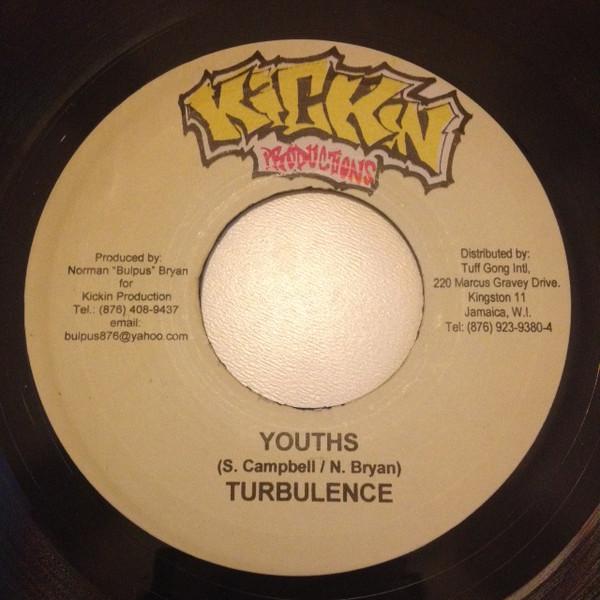 KiCKiN
PRODUCTIONS
Produced by:
Norman "Bulpus" Bryan
for
Kickin Production
Tel.: (876) 408-9437
email:
bulpus876@yahoo.com
Distributed by:
Tuff Gong Intl,
220 Marcus Gravey Drive.
Kingston 11
Jamaica, W.I.
Tel: (876) 923-9380-4
YOUTHS
(S. Campbell / N. Bryan)
TURBULENCE